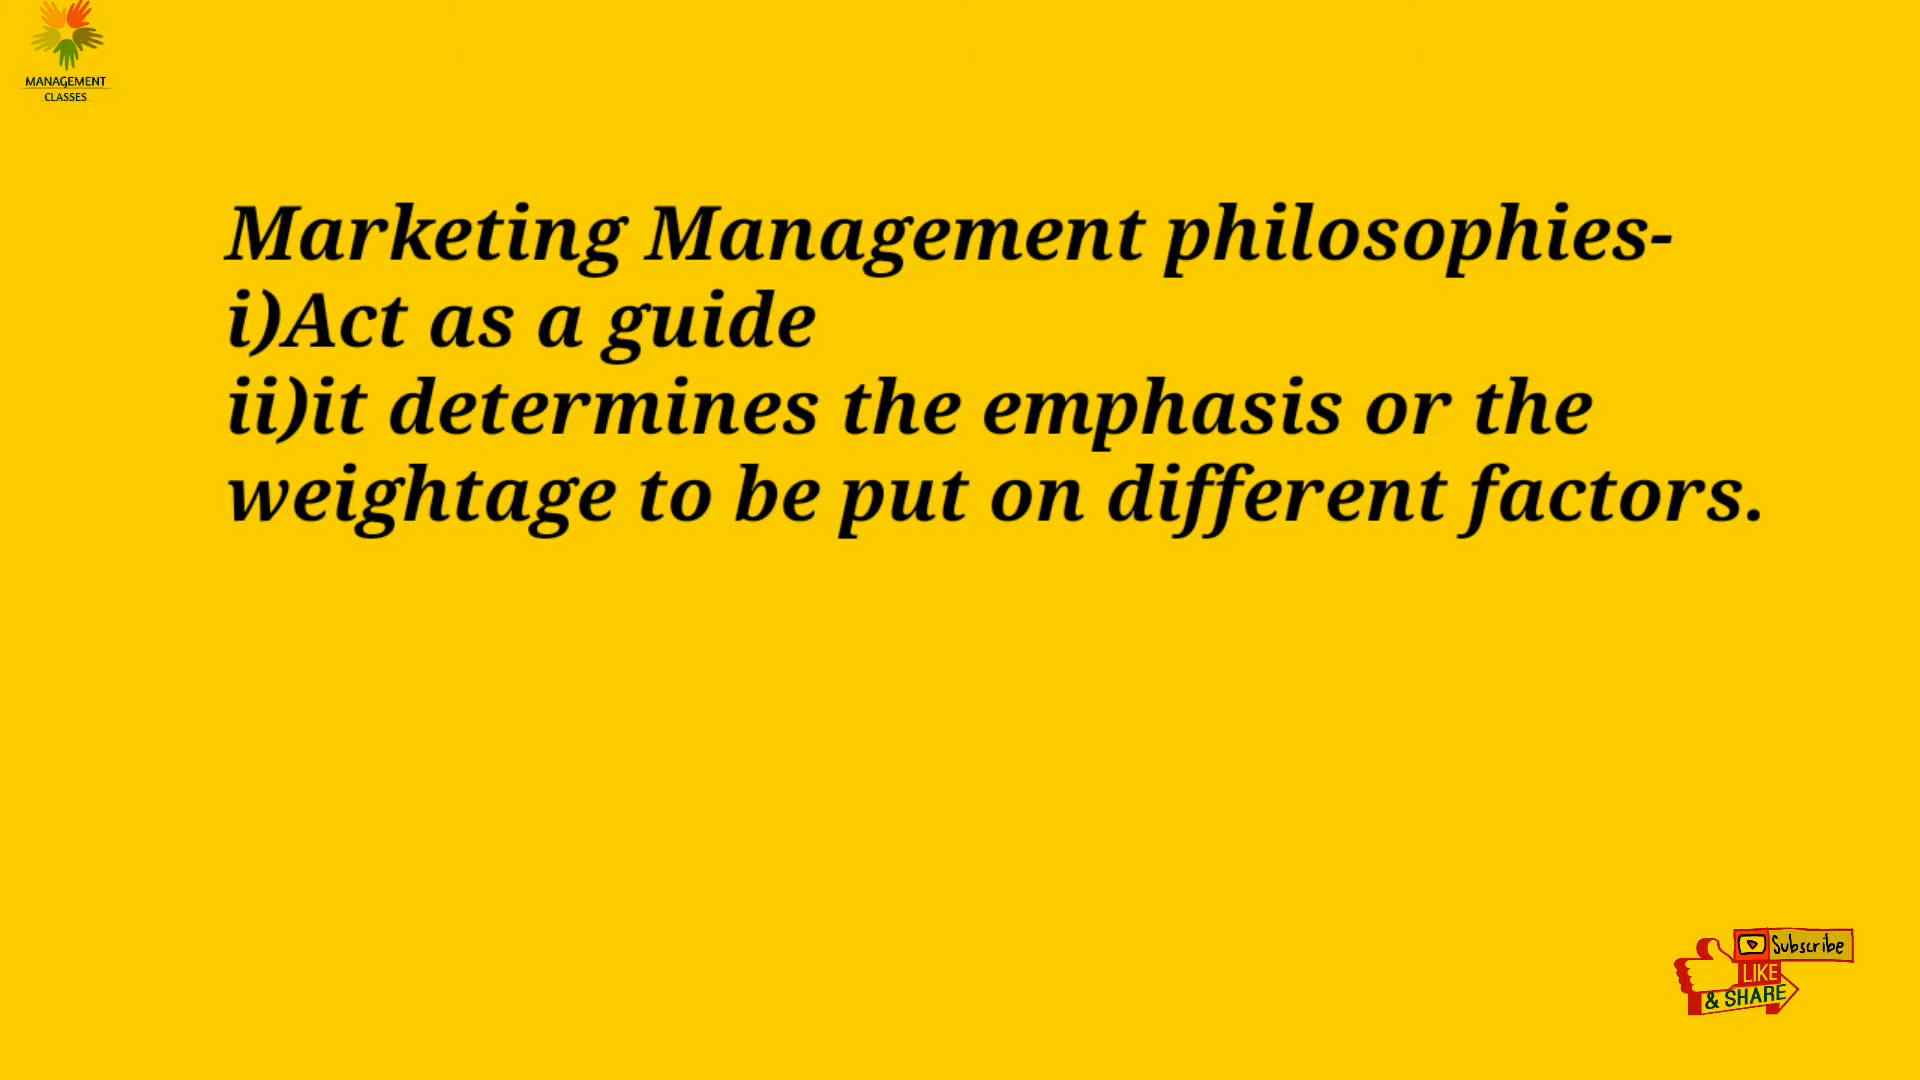 MANAGEMENT
CLASSES
Marketing Management philosophies-
i)Act as a guide
ii)it determines the emphasis or the
weightage to be put on different factors.
Subscribe
LIKE
& SHARE